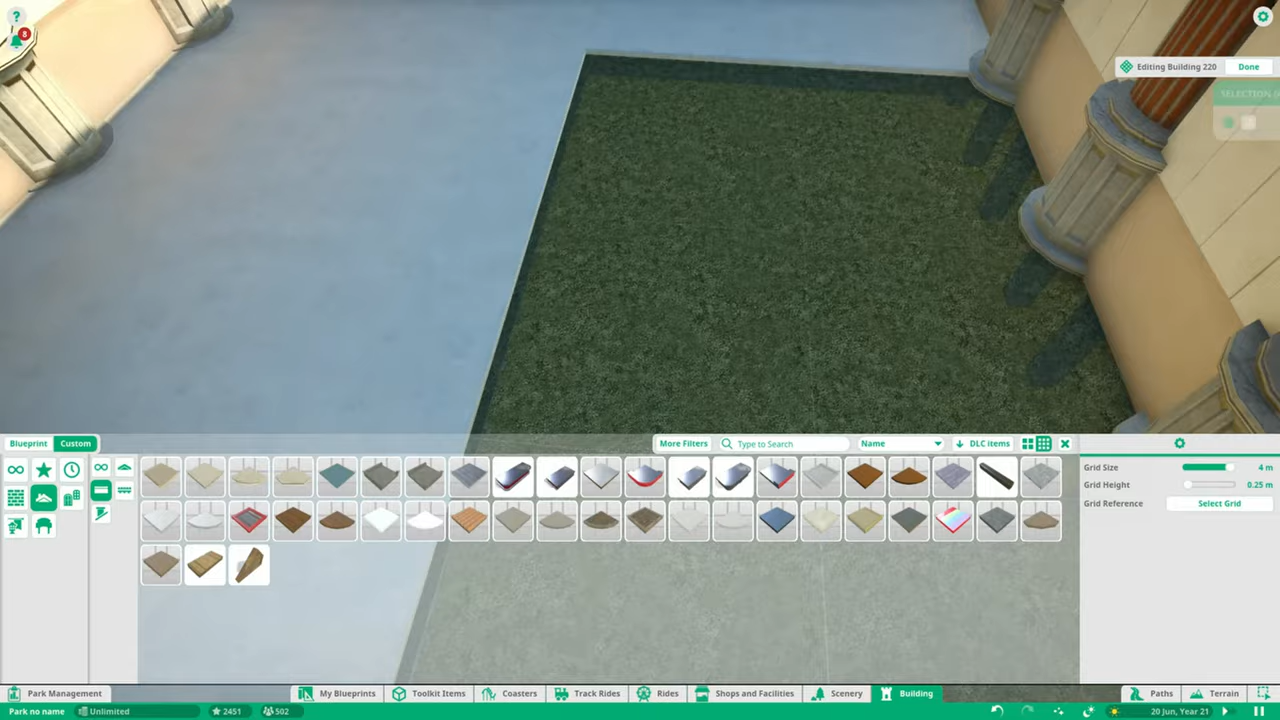 ?
8
Editing Building 220 Done
SELECTION
Blueprint Custom More Filters Type to Search Name DLC items
Grid Size 4 m
Grid Height 0.25 m
Grid Reference Select Grid
Park Management My Blueprints Toolkit Items Coasters Track Rides Rides Shops and Facilities Scenery Building Paths Terrain
Park no name Unlimited 2451 502 20 Jun, Year 21